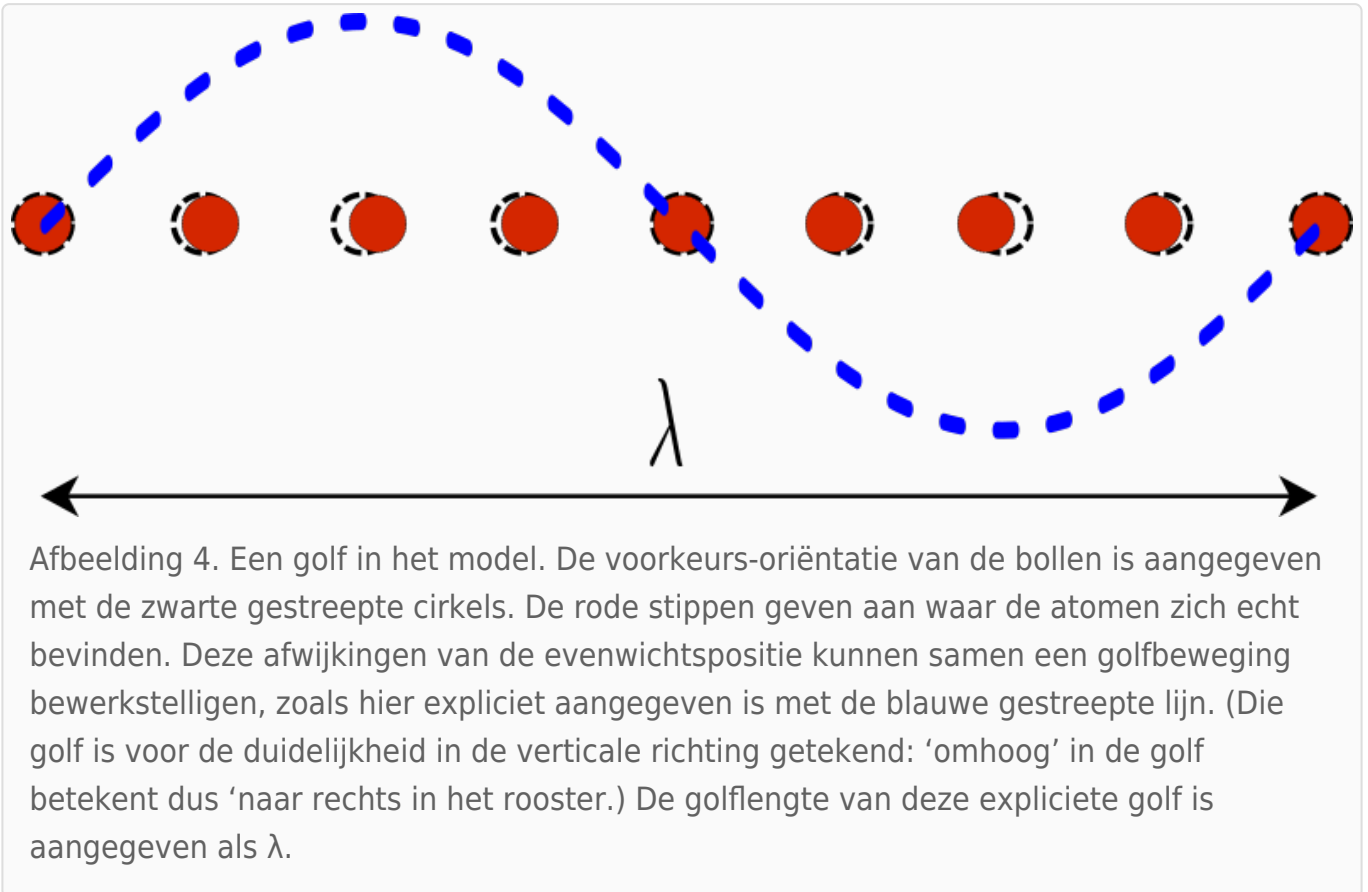 λ
Afbeelding 4. Een golf in het model. De voorkeurs-oriëntatie van de bollen is aangegeven
met de zwarte gestreepte cirkels. De rode stippen geven aan waar de atomen zich echt
bevinden. Deze afwijkingen van de evenwichtspositie kunnen samen een golfbeweging
bewerkstelligen, zoals hier expliciet aangegeven is met de blauwe gestreepte lijn. (Die
golf is voor de duidelijkheid in de verticale richting getekend: ‘omhoog’ in de golf
betekent dus ‘naar rechts in het rooster.) De golflengte van deze expliciete golf is
aangegeven als λ.